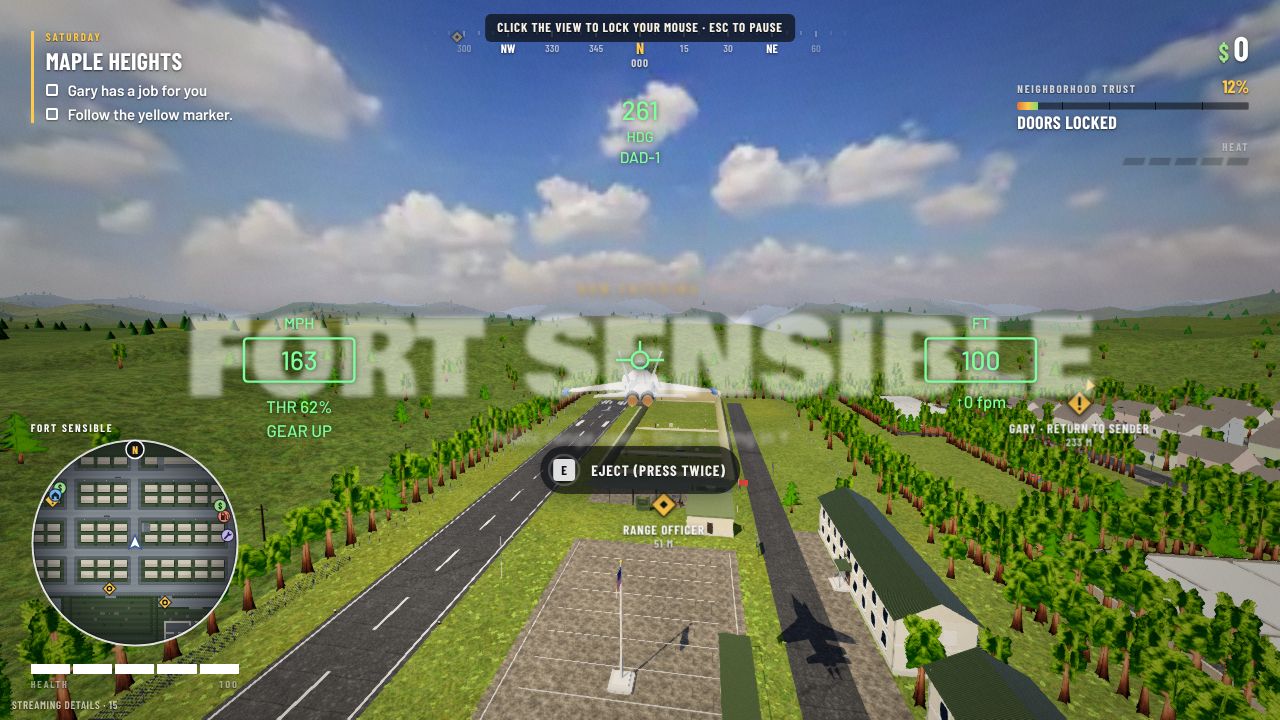 CLICK THE VIEW TO LOCK YOUR MOUSE · ESC TO PAUSE
SATURDAY
MAPLE HEIGHTS
Gary has a job for you
Follow the yellow marker.
300 NW 330 345 N 15 30 NE 60
000
$0
NEIGHBORHOOD TRUST 12%
DOORS LOCKED
HEAT
261
HDG
DAD-1
FORT SENSIBLE
MPH
163
THR 62%
GEAR UP
FT
100
↑0 fpm
GARY · RETURN TO SENDER
233 M
E EJECT (PRESS TWICE)
RANGE OFFICER
51 M
FORT SENSIBLE
N
HEALTH 100
STREAMING DETAILS · 15